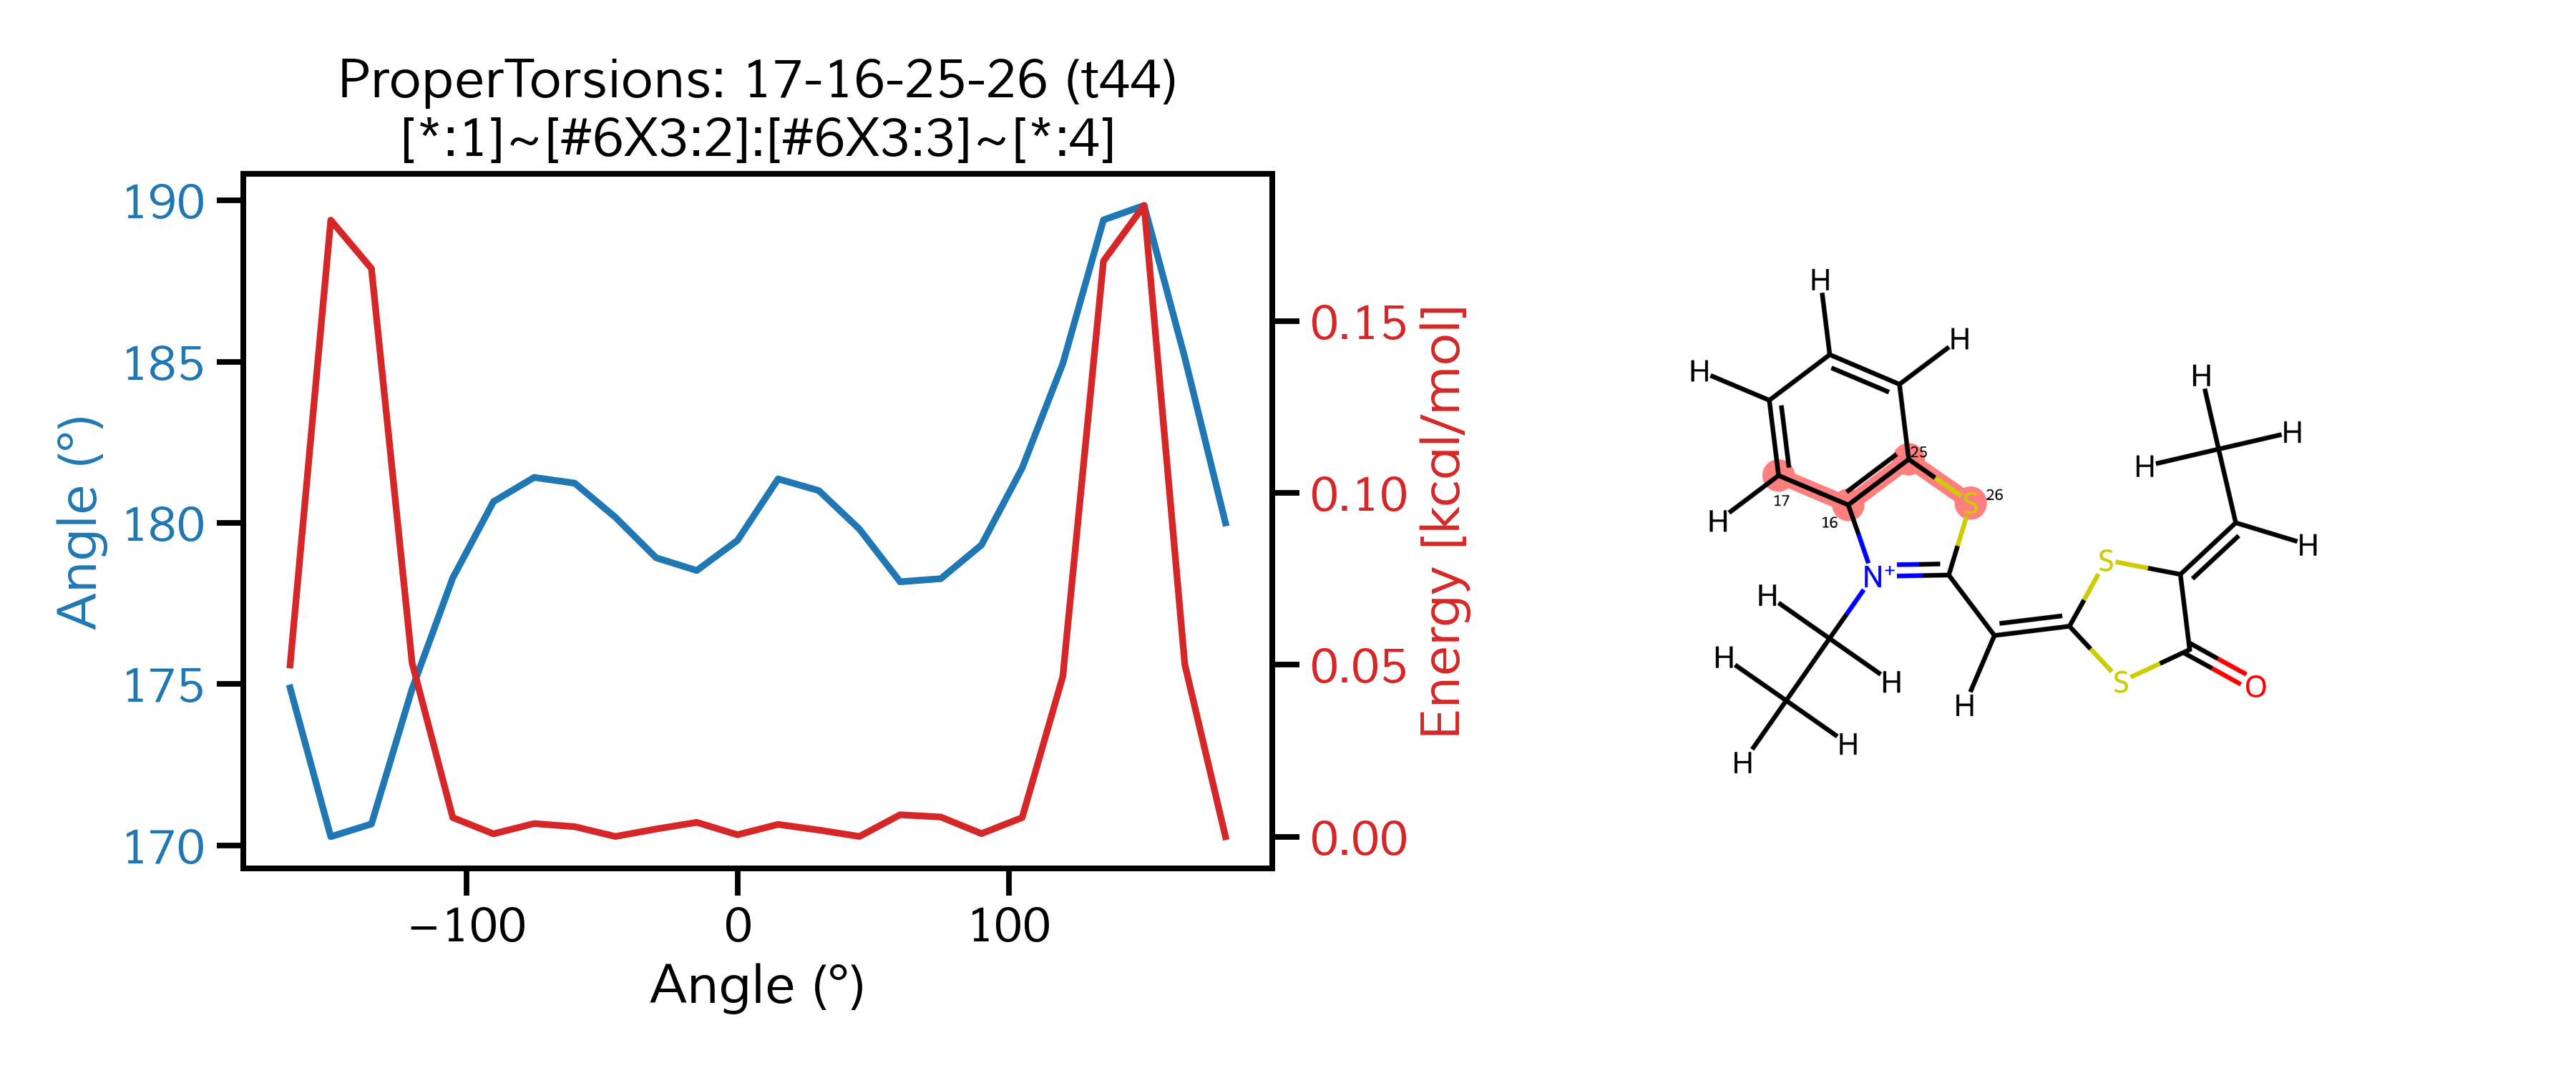 ProperTorsions: 17-16-25-26 (t44)
[*:1]~[#6X3:2]:[#6X3:3]~[*:4]
190
185
180
175
170
Angle (°)
−100
0
100
Angle (°)
0.15
0.10
0.05
0.00
Energy [kcal/mol]
H
H
H
H
H
H
H
25
S
26
17
16
H
H
S
N+
H
H
H
S
O
H
H
H